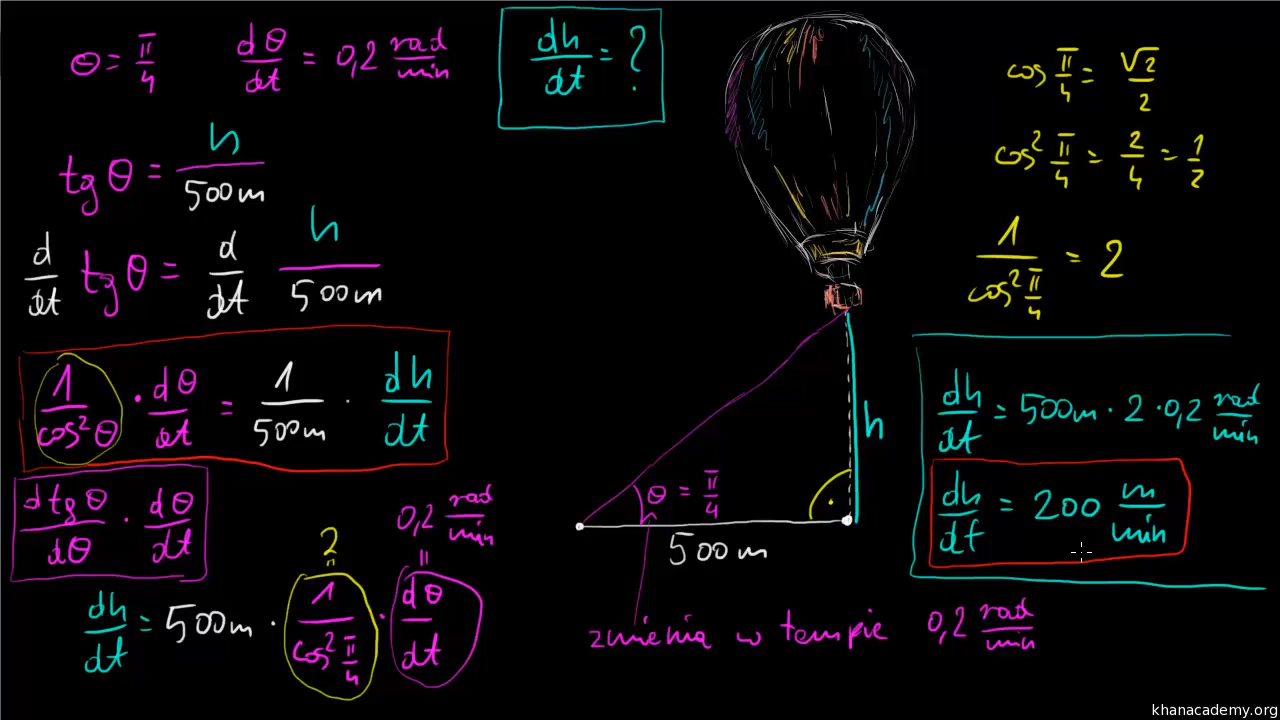 θ = π/4   dθ/dt = 0,2 rad/min   dh/dt = ?
tg θ = h/500m
d/dt tg θ = d/dt h/500m
1/cos²θ · dθ/dt = 1/500m · dh/dt
dtgθ/dθ · dθ/dt
2   0,2 rad/min
=   =
dh/dt = 500m · 1/cos² π/4 · dθ/dt
h
θ = π/4
500m
zmienia w tempie 0,2 rad/min
cos π/4 = √2/2
cos² π/4 = 2/4 = 1/2
1/cos² π/4 = 2
dh/dt = 500m · 2 · 0,2 rad/min
dh/dt = 200 m/min
khanacademy.org